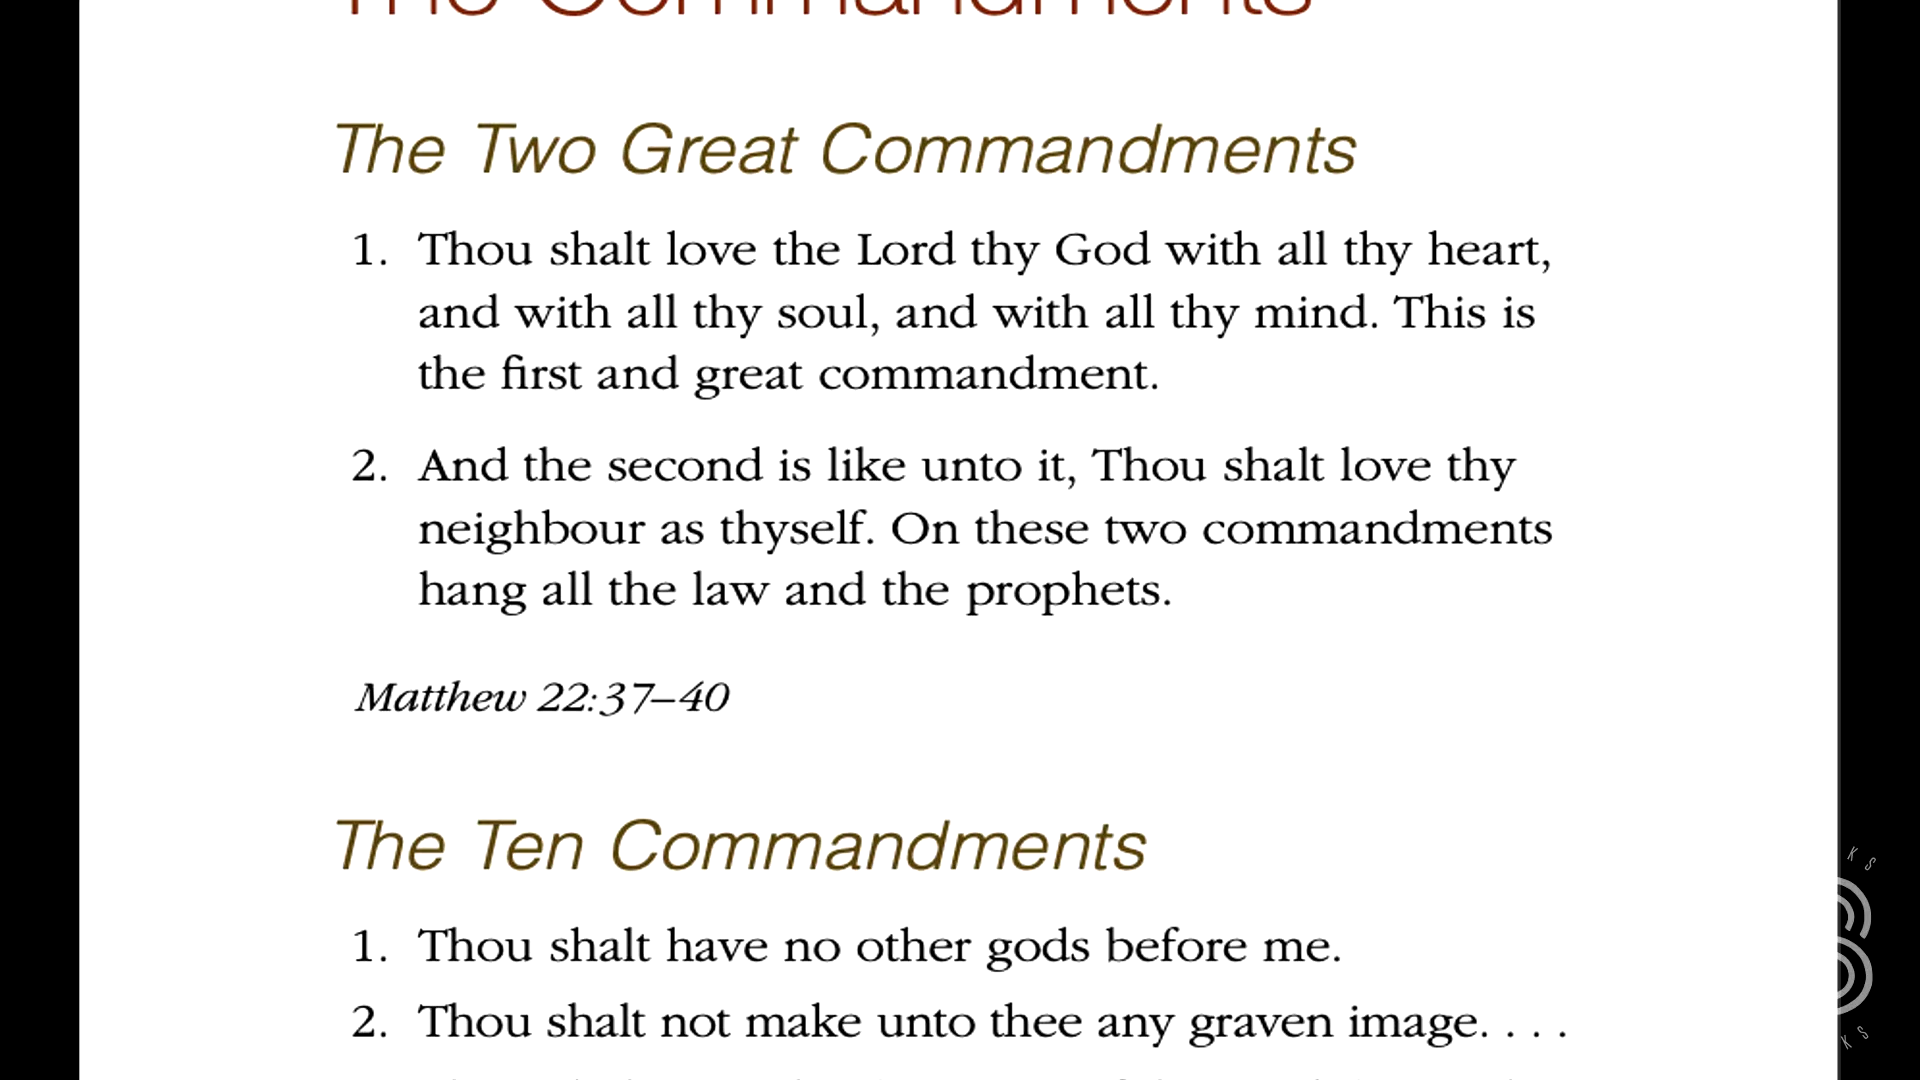 The Commandments
The Two Great Commandments
1. Thou shalt love the Lord thy God with all thy heart,
and with all thy soul, and with all thy mind. This is
the first and great commandment.
2. And the second is like unto it, Thou shalt love thy
neighbour as thyself. On these two commandments
hang all the law and the prophets.
Matthew 22:37–40
The Ten Commandments
1. Thou shalt have no other gods before me.
2. Thou shalt not make unto thee any graven image. . . .
K S
K S